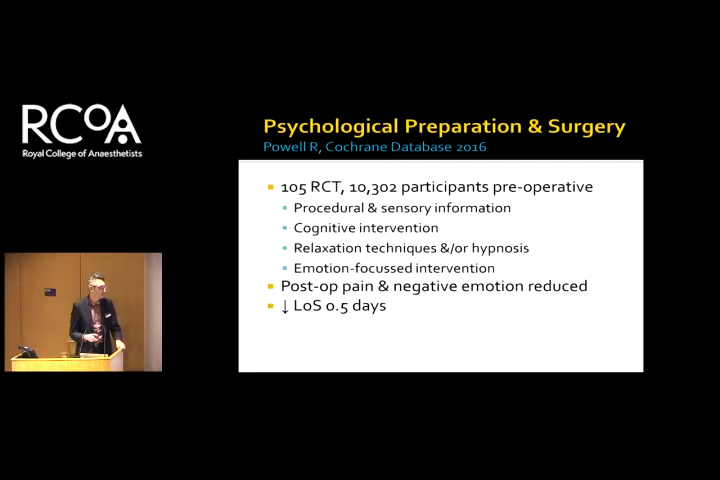 RCOA
Royal College of Anaesthetists
Psychological Preparation & Surgery
Powell R, Cochrane Database 2016
105 RCT, 10,302 participants pre-operative
Procedural & sensory information
Cognitive intervention
Relaxation techniques &/or hypnosis
Emotion-focussed intervention
Post-op pain & negative emotion reduced
↓ LoS 0.5 days